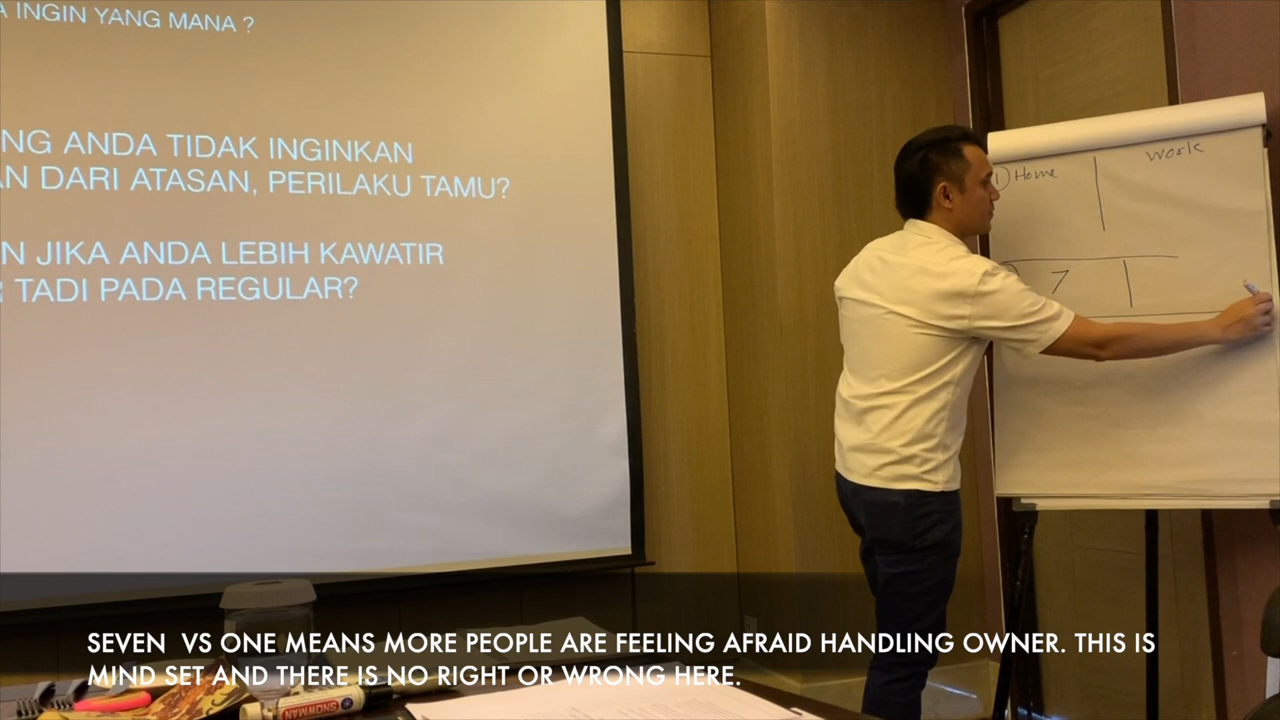 A INGIN YANG MANA ?
NG ANDA TIDAK INGINKAN
AN DARI ATASAN, PERILAKU TAMU?
N JIKA ANDA LEBIH KAWATIR
TADI PADA REGULAR?
work
1 Home
7
SEVEN VS ONE MEANS MORE PEOPLE ARE FEELING AFRAID HANDLING OWNER. THIS IS
MIND SET AND THERE IS NO RIGHT OR WRONG HERE.
SNOWMAN